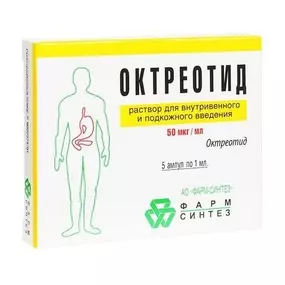 ОКТРЕОТИД
раствор для внутривенного
и подкожного введения
50 мкг/мл
Октреотид
5 ампул по 1 мл.
АО "ФАРМ-СИНТЕЗ"
ФАРМ
СИНТЕЗ